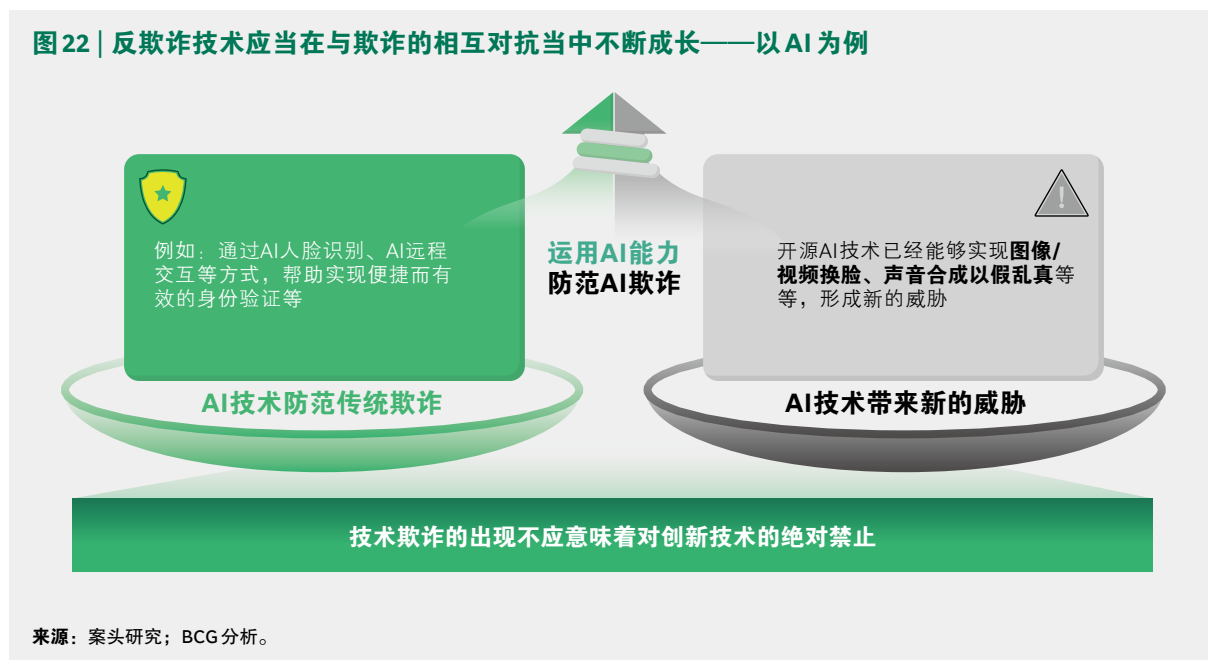 图22 | 反欺诈技术应当在与欺诈的相互对抗当中不断成长——以AI为例
例如：通过AI人脸识别、AI远程
交互等方式，帮助实现便捷而有
效的身份验证等
AI技术防范传统欺诈
运用AI能力
防范AI欺诈
!
开源AI技术已经能够实现图像/
视频换脸、声音合成以假乱真等
等，形成新的威胁
AI技术带来新的威胁
技术欺诈的出现不应意味着对创新技术的绝对禁止
来源：案头研究；BCG分析。